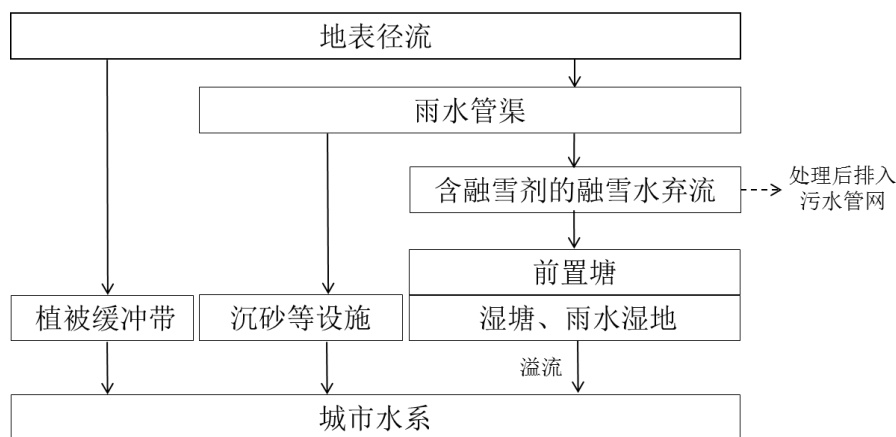 地表径流
雨水管渠
含融雪剂的融雪水弃流
处理后排入
污水管网
前置塘
植被缓冲带
沉砂等设施
湿塘、雨水湿地
溢流
城市水系